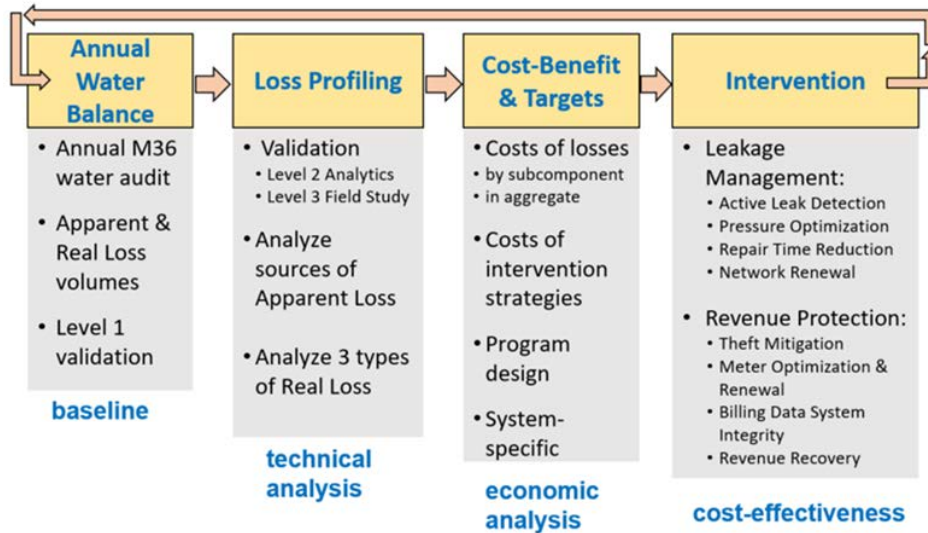 Annual
Water
Balance
• Annual M36
water audit
• Apparent &
Real Loss
volumes
• Level 1
validation
baseline
Loss Profiling
• Validation
• Level 2 Analytics
• Level 3 Field Study
• Analyze
sources of
Apparent Loss
• Analyze 3 types
of Real Loss
technical
analysis
Cost-Benefit
& Targets
• Costs of losses
• by subcomponent
• in aggregate
• Costs of
intervention
strategies
• Program
design
• System-
specific
economic
analysis
Intervention
• Leakage
Management:
• Active Leak Detection
• Pressure Optimization
• Repair Time Reduction
• Network Renewal
• Revenue Protection:
• Theft Mitigation
• Meter Optimization &
Renewal
• Billing Data System
Integrity
• Revenue Recovery
cost-effectiveness